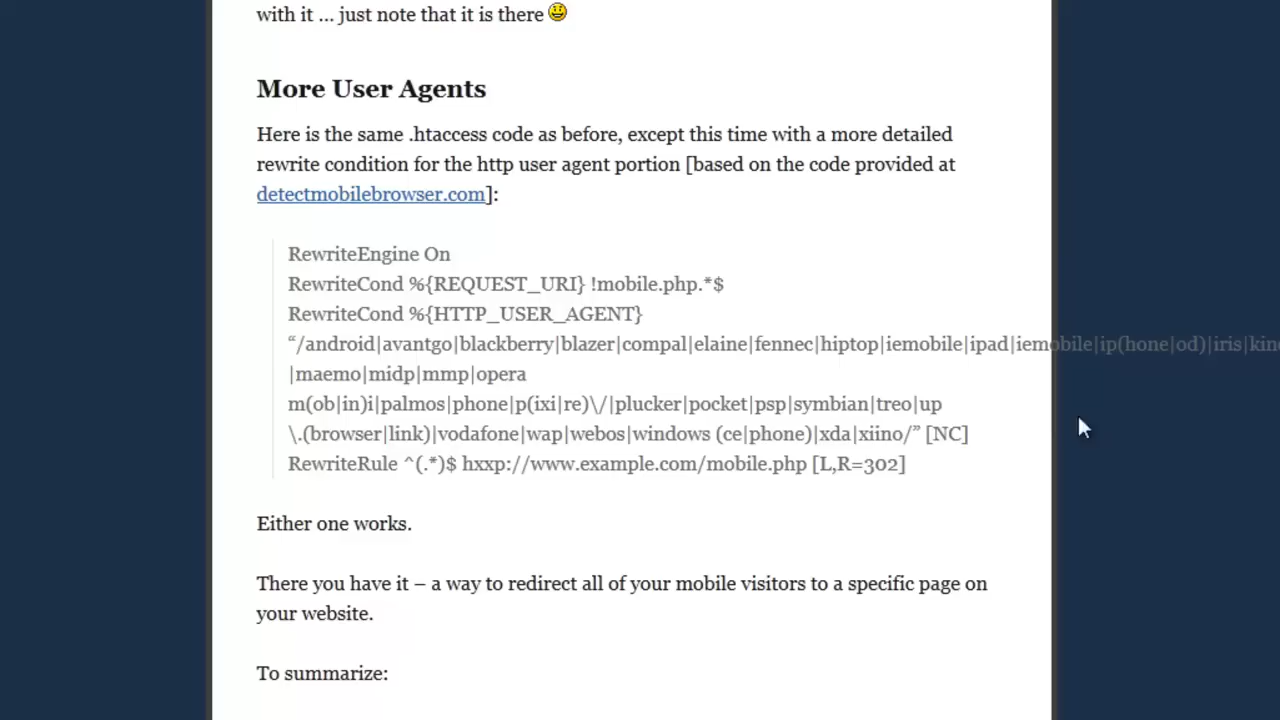 with it … just note that it is there
More User Agents
Here is the same .htaccess code as before, except this time with a more detailed
rewrite condition for the http user agent portion [based on the code provided at
detectmobilebrowser.com]:
RewriteEngine On
RewriteCond %{REQUEST_URI} !mobile.php.*$
RewriteCond %{HTTP_USER_AGENT}
“/android|avantgo|blackberry|blazer|compal|elaine|fennec|hiptop|iemobile|ipad|iemobile|ip(hone|od)|iris|kind
|maemo|midp|mmp|opera
m(ob|in)i|palmos|phone|p(ixi|re)\/|plucker|pocket|psp|symbian|treo|up
\.(browser|link)|vodafone|wap|webos|windows (ce|phone)|xda|xiino/” [NC]
RewriteRule ^(.*)$ hxxp://www.example.com/mobile.php [L,R=302]
Either one works.
There you have it – a way to redirect all of your mobile visitors to a specific page on
your website.
To summarize: